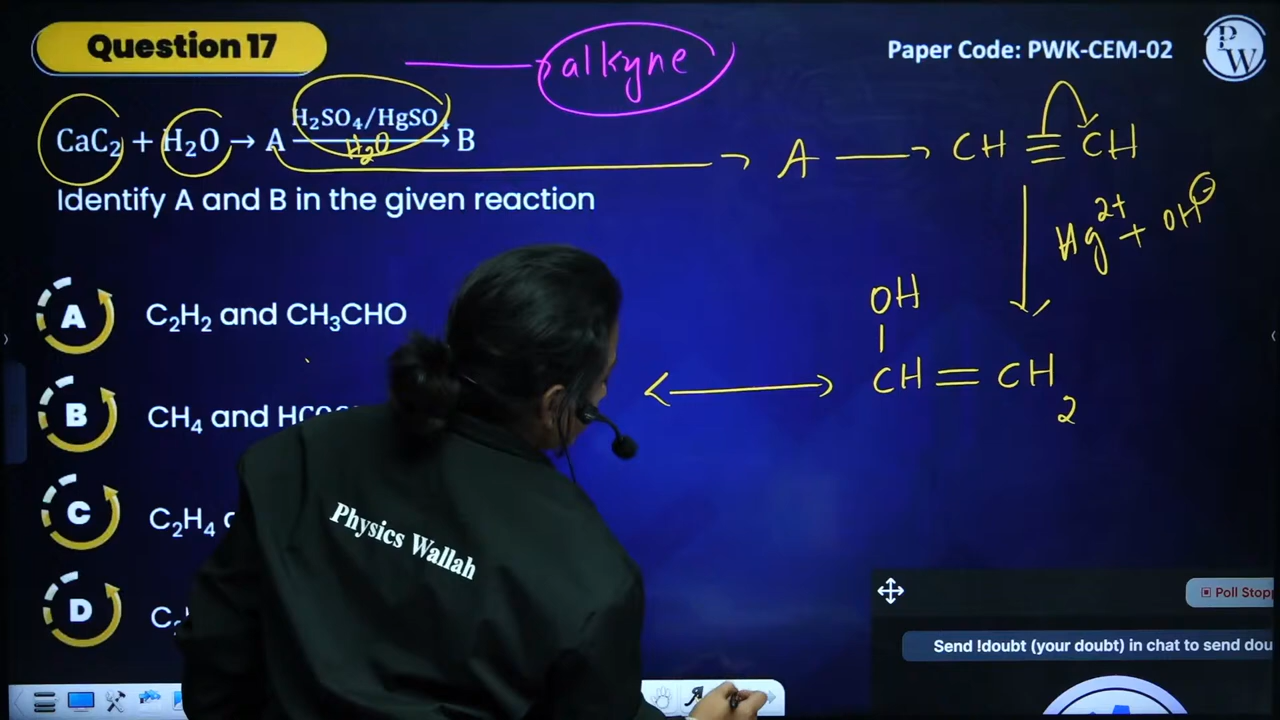 Question 17
alkyne
Paper Code: PWK-CEM-02
P
W
CaC₂ + H₂O → A H₂SO₄/HgSO₄ → B
H₂O
A → CH ≡ CH
Identify A and B in the given reaction
Hg²⁺ + OH⊖
A C₂H₂ and CH₃CHO
OH
CH = CH₂
B CH₄ and
C C₂H₄
D
Physics Wallah
Poll Stop
Send !doubt (your doubt) in chat to send dou